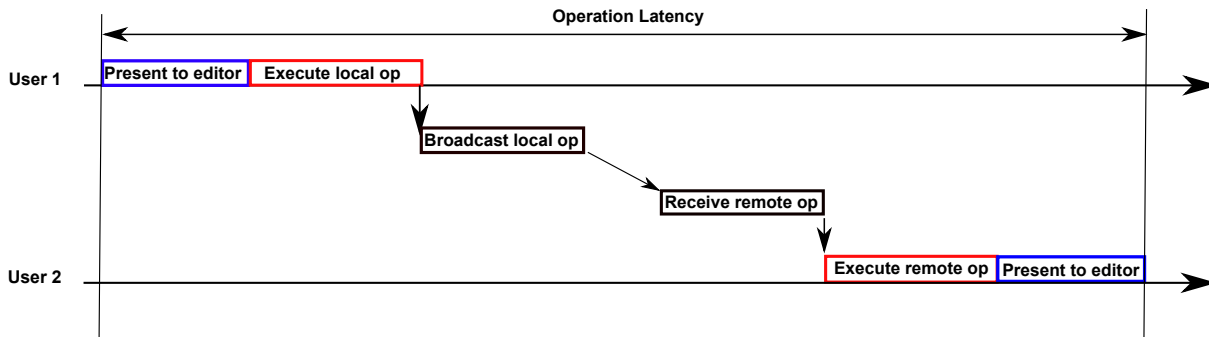 Operation Latency
User 1
Present to editor
Execute local op
Broadcast local op
Receive remote op
User 2
Execute remote op
Present to editor